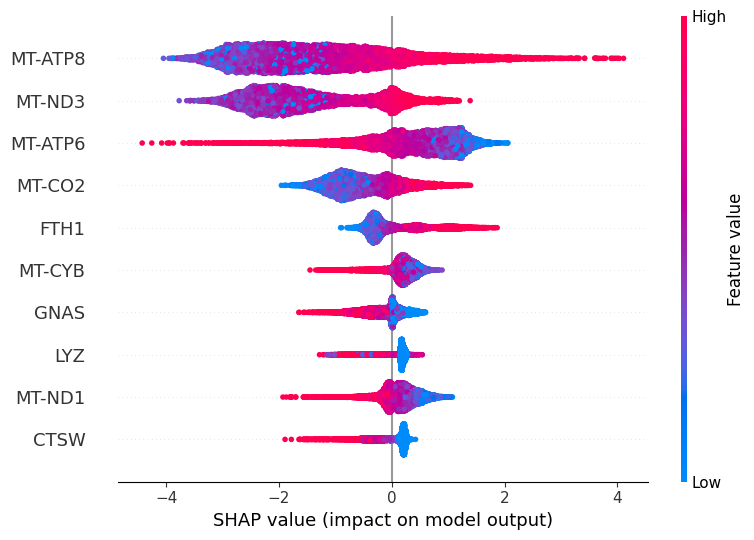 High
MT-ATP8
MT-ND3
MT-ATP6
MT-CO2
FTH1
MT-CYB
GNAS
LYZ
MT-ND1
CTSW
Feature value
Low
−4 −2 0 2 4
SHAP value (impact on model output)